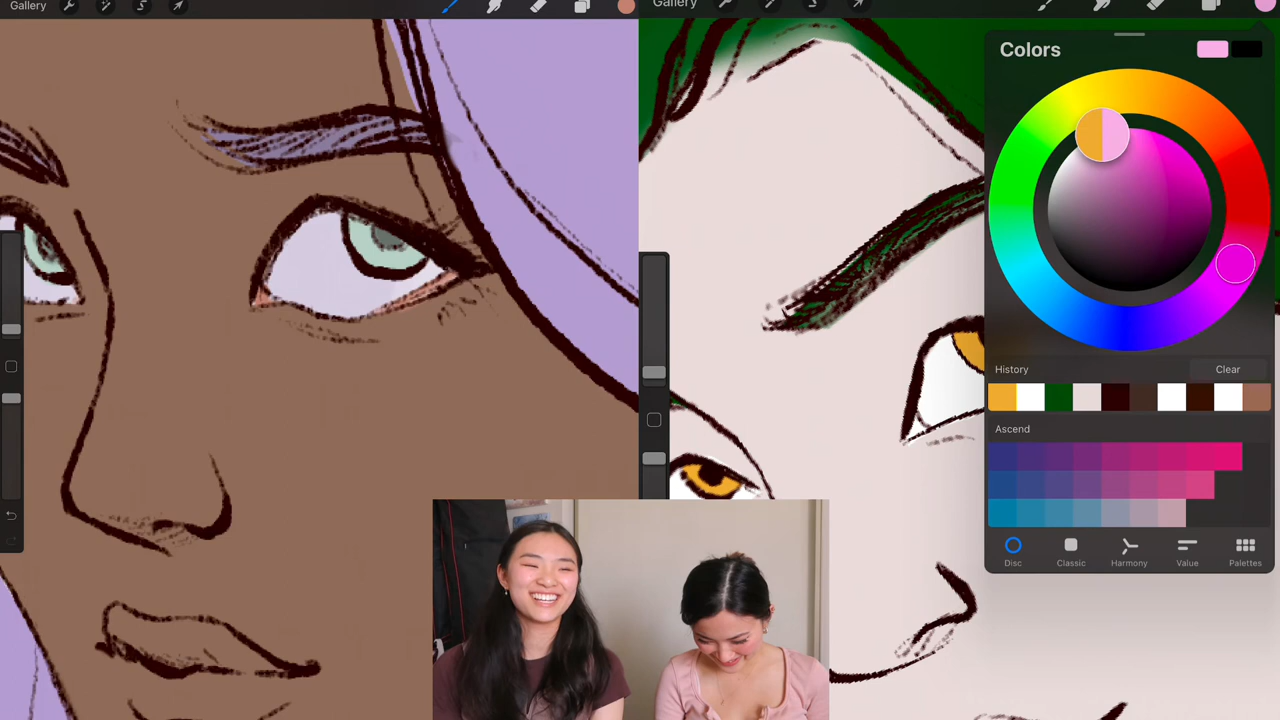 Gallery
Gallery
Colors
History
Clear
Ascend
Disc
Classic
Harmony
Value
Palettes